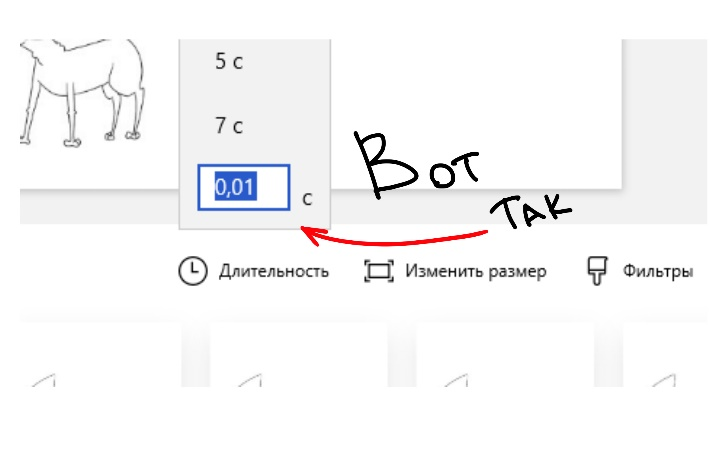 5 с
7 с
0,01 с
Вот
так
Длительность Изменить размер Фильтры